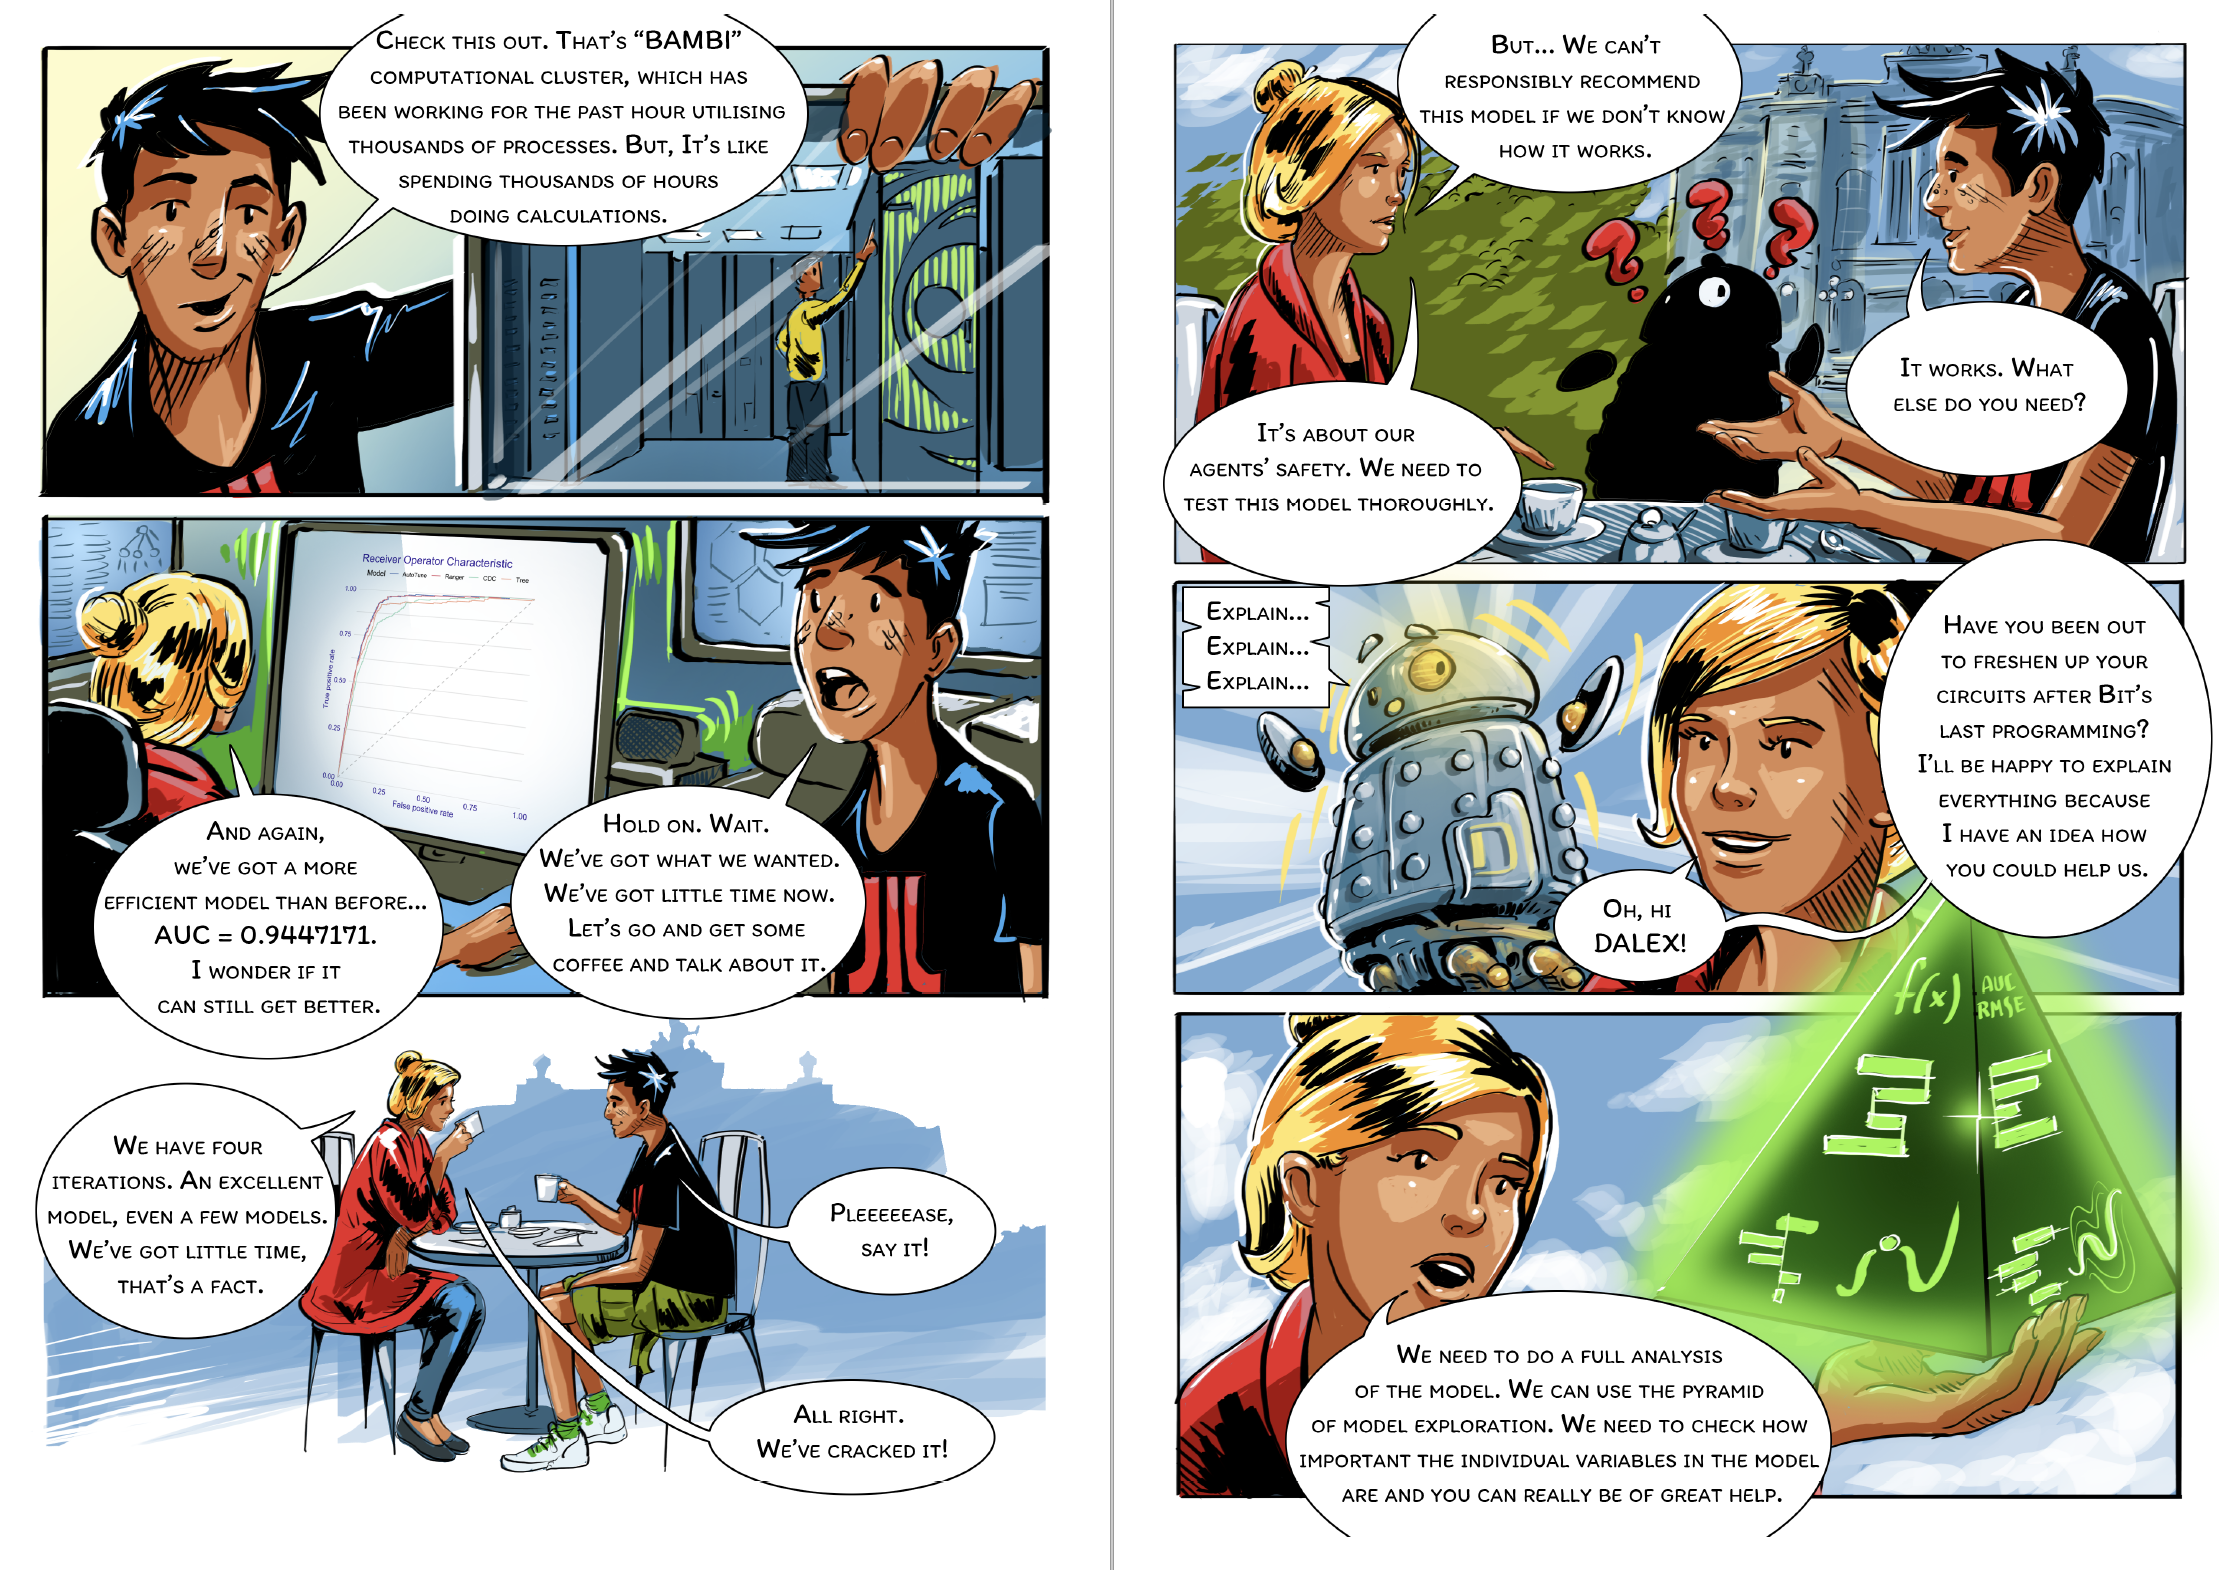 Check this out. That's "BAMBI"
computational cluster, which has
been working for the past hour utilising
thousands of processes. But, It's like
spending thousands of hours
doing calculations.
Receiver Operator Characteristic
Model AutoTune Ranger CDC Tree
1.00
0.75
0.50
0.25
0.00
True positive rate
0.00
0.25
0.50
0.75
1.00
False positive rate
And again,
we've got a more
efficient model than before...
AUC = 0.9447171.
I wonder if it
can still get better.
Hold on. Wait.
We've got what we wanted.
We've got little time now.
Let's go and get some
coffee and talk about it.
We have four
iterations. An excellent
model, even a few models.
We've got little time,
that's a fact.
Pleeeeease,
say it!
All right.
We've cracked it!
But... We can't
responsibly recommend
this model if we don't know
how it works.
It works. What
else do you need?
It's about our
agents' safety. We need to
test this model thoroughly.
Explain...
Explain...
Explain...
D
Oh, hi
DALEX!
Have you been out
to freshen up your
circuits after Bit's
last programming?
I'll be happy to explain
everything because
I have an idea how
you could help us.
f(x)
AUC
RMSE
We need to do a full analysis
of the model. We can use the pyramid
of model exploration. We need to check how
important the individual variables in the model
are and you can really be of great help.